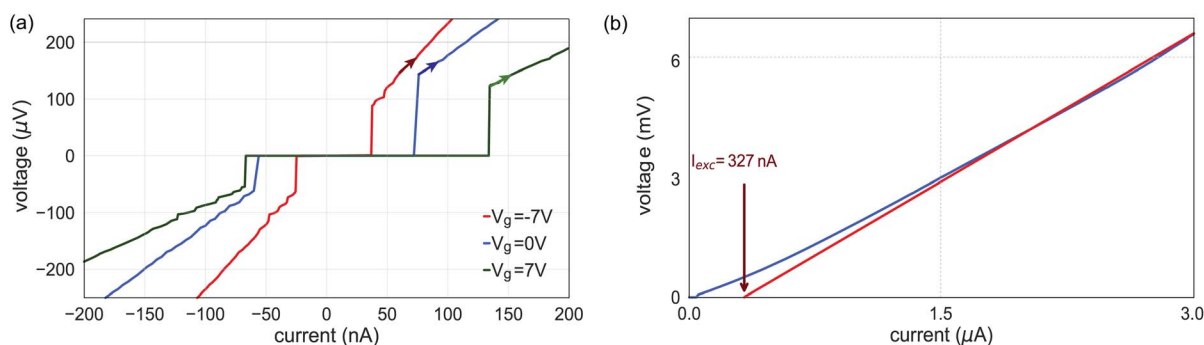 (a)
voltage (μV)
200
100
0
−100
−200
−200 −150 −100 −50 0 50 100 150 200
current (nA)
V_g=-7V
V_g=0V
V_g=7V
(b)
voltage (mV)
6
3
0
I_exc= 327 nA
0.0 1.5 3.0
current (μA)